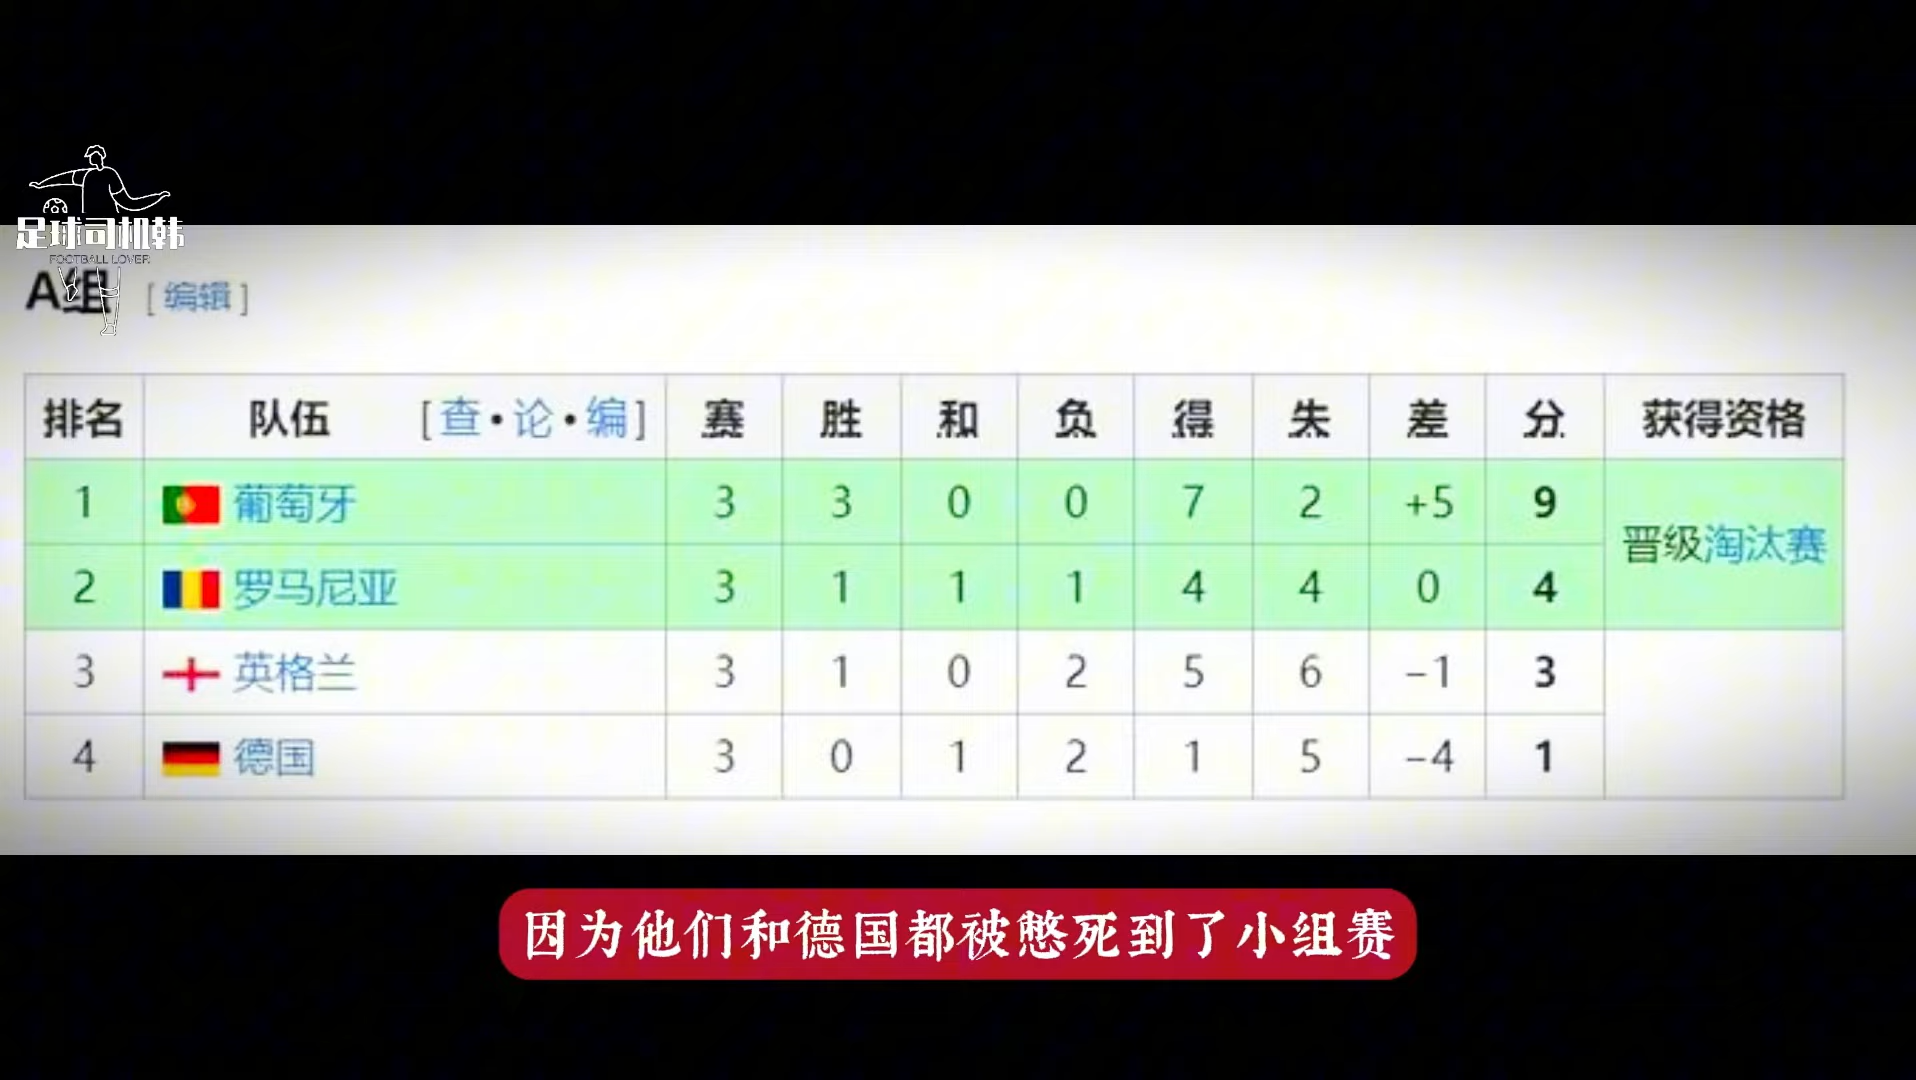 足球司机韩
FOOTBALL LOVER
A组 [编辑]
排名 队伍 [查·论·编] 赛 胜 和 负 得 失 差 分 获得资格
1 葡萄牙 3 3 0 0 7 2 +5 9 晋级淘汰赛
2 罗马尼亚 3 1 1 1 4 4 0 4
3 英格兰 3 1 0 2 5 6 −1 3
4 德国 3 0 1 2 1 5 −4 1
因为他们和德国都被憋死到了小组赛